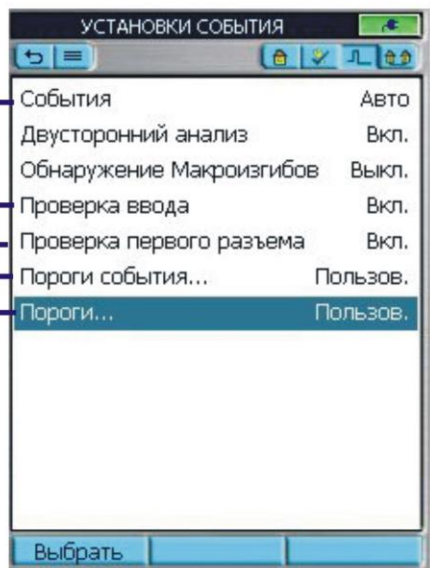 УСТАНОВКИ СОБЫТИЯ
События Авто
Двусторонний анализ Вкл.
Обнаружение Макроизгибов Выкл.
Проверка ввода Вкл.
Проверка первого разъема Вкл.
Пороги события... Пользов.
Пороги... Пользов.
Выбрать